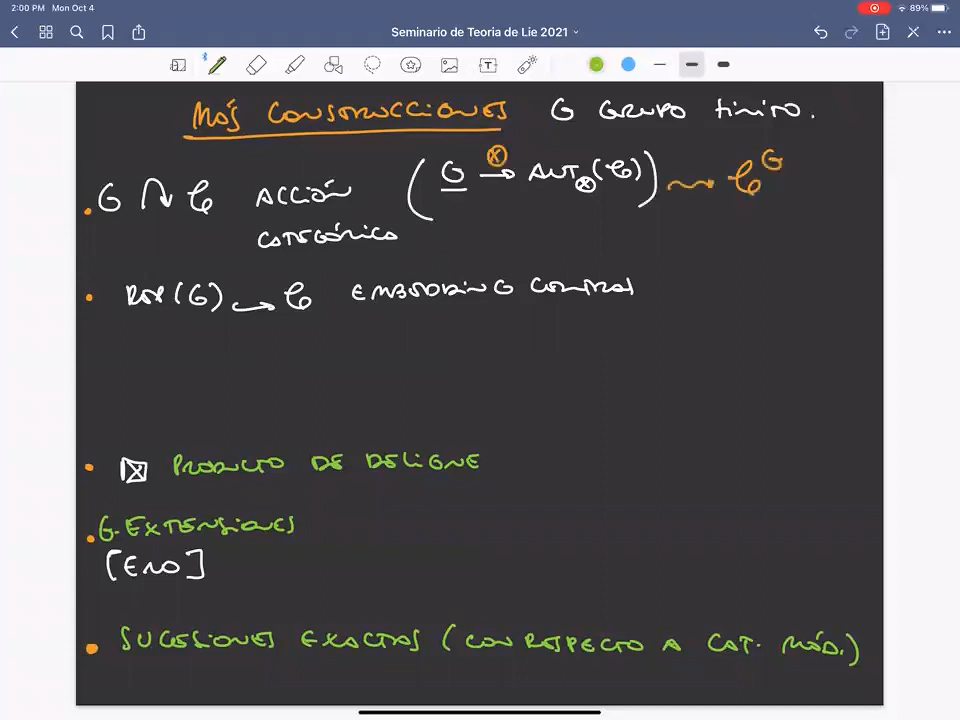 2:00 PM Mon Oct 4
89%
Seminario de Teoria de Lie 2021
MÁS CONSTRUCCIONES G GRUPO FINITO.
G ↷ C ACCIÓN CATEGÓRICA ( G ⊗→ AUT⊗(C) ) ⇝ C^G
REP(G) ↪ C EMBEDDING CENTRAL
⊠ PRODUCTO DE DELIGNE
G-EXTENSIONES
[ENO]
SUCESIONES EXACTAS (CON RESPECTO A CAT. MÓD.)